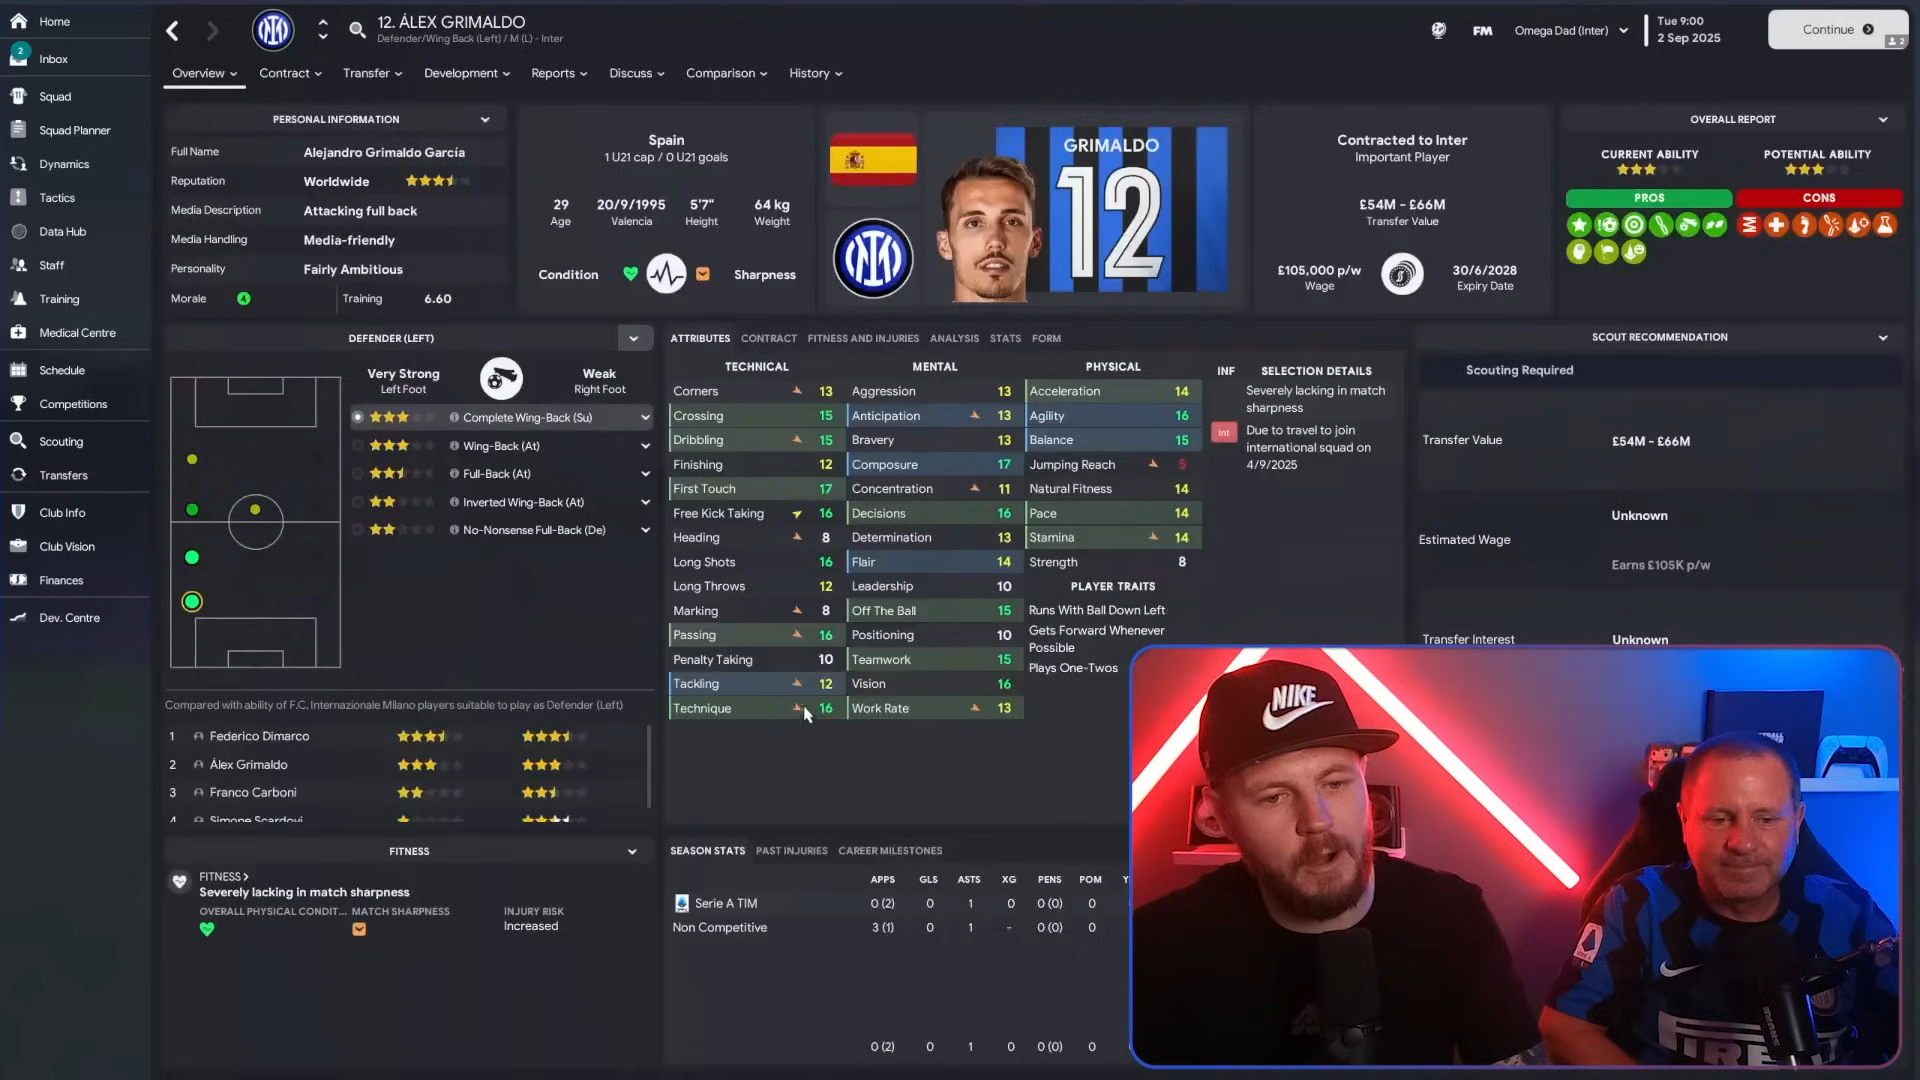 Home
2
Inbox
Squad
Squad Planner
Dynamics
Tactics
Data Hub
Staff
Training
Medical Centre
Schedule
Competitions
Scouting
Transfers
Club Info
Club Vision
Finances
Dev. Centre
12. ÁLEX GRIMALDO
Defender/Wing Back (Left) / M (L) - Inter
FM
Omega Dad (Inter)
Tue 9:00
2 Sep 2025
Continue
2
Overview Contract Transfer Development Reports Discuss Comparison History
PERSONAL INFORMATION
Full Name Alejandro Grimaldo García
Reputation Worldwide
Media Description Attacking full back
Media Handling Media-friendly
Personality Fairly Ambitious
Morale Training 6.60
Spain
1 U21 cap / 0 U21 goals
29 20/9/1995 5'7" 64 kg
Age Valencia Height Weight
Condition Sharpness
GRIMALDO
12
Contracted to Inter
Important Player
£54M - £66M
Transfer Value
£105,000 p/w 30/6/2028
Wage Expiry Date
OVERALL REPORT
CURRENT ABILITY POTENTIAL ABILITY
PROS CONS
DEFENDER (LEFT)
Very Strong Weak
Left Foot Right Foot
Complete Wing-Back (Su)
Wing-Back (At)
Full-Back (At)
Inverted Wing-Back (At)
No-Nonsense Full-Back (De)
Compared with ability of F.C. Internazionale Milano players suitable to play as Defender (Left)
1 Federico Dimarco
2 Álex Grimaldo
3 Franco Carboni
4 Simone Scardovi
FITNESS
FITNESS >
Severely lacking in match sharpness
OVERALL PHYSICAL CONDIT... MATCH SHARPNESS INJURY RISK
Increased
ATTRIBUTES CONTRACT FITNESS AND INJURIES ANALYSIS STATS FORM
TECHNICAL MENTAL PHYSICAL
Corners 13 Aggression 13 Acceleration 14
Crossing 15 Anticipation 13 Agility 16
Dribbling 15 Bravery 13 Balance 15
Finishing 12 Composure 17 Jumping Reach 5
First Touch 17 Concentration 11 Natural Fitness 14
Free Kick Taking 16 Decisions 16 Pace 14
Heading 8 Determination 13 Stamina 14
Long Shots 16 Flair 14 Strength 8
Long Throws 12 Leadership 10
Marking 8 Off The Ball 15
Passing 16 Positioning 10
Penalty Taking 10 Teamwork 15
Tackling 12 Vision 16
Technique 16 Work Rate 13
PLAYER TRAITS
Runs With Ball Down Left
Gets Forward Whenever
Possible
Plays One-Twos
INF SELECTION DETAILS
Severely lacking in match
sharpness
Int
Due to travel to join
international squad on
4/9/2025
SCOUT RECOMMENDATION
Scouting Required
Transfer Value £54M - £66M
Unknown
Estimated Wage
Earns £105K p/w
Transfer Interest Unknown
SEASON STATS PAST INJURIES CAREER MILESTONES
APPS GLS ASTS XG PENS POM
Serie A TIM 0 (2) 0 1 0 0 (0) 0
Non Competitive 3 (1) 0 1 - 0 (0) 0
0 (2) 0 1 0 0 (0) 0
NIKE